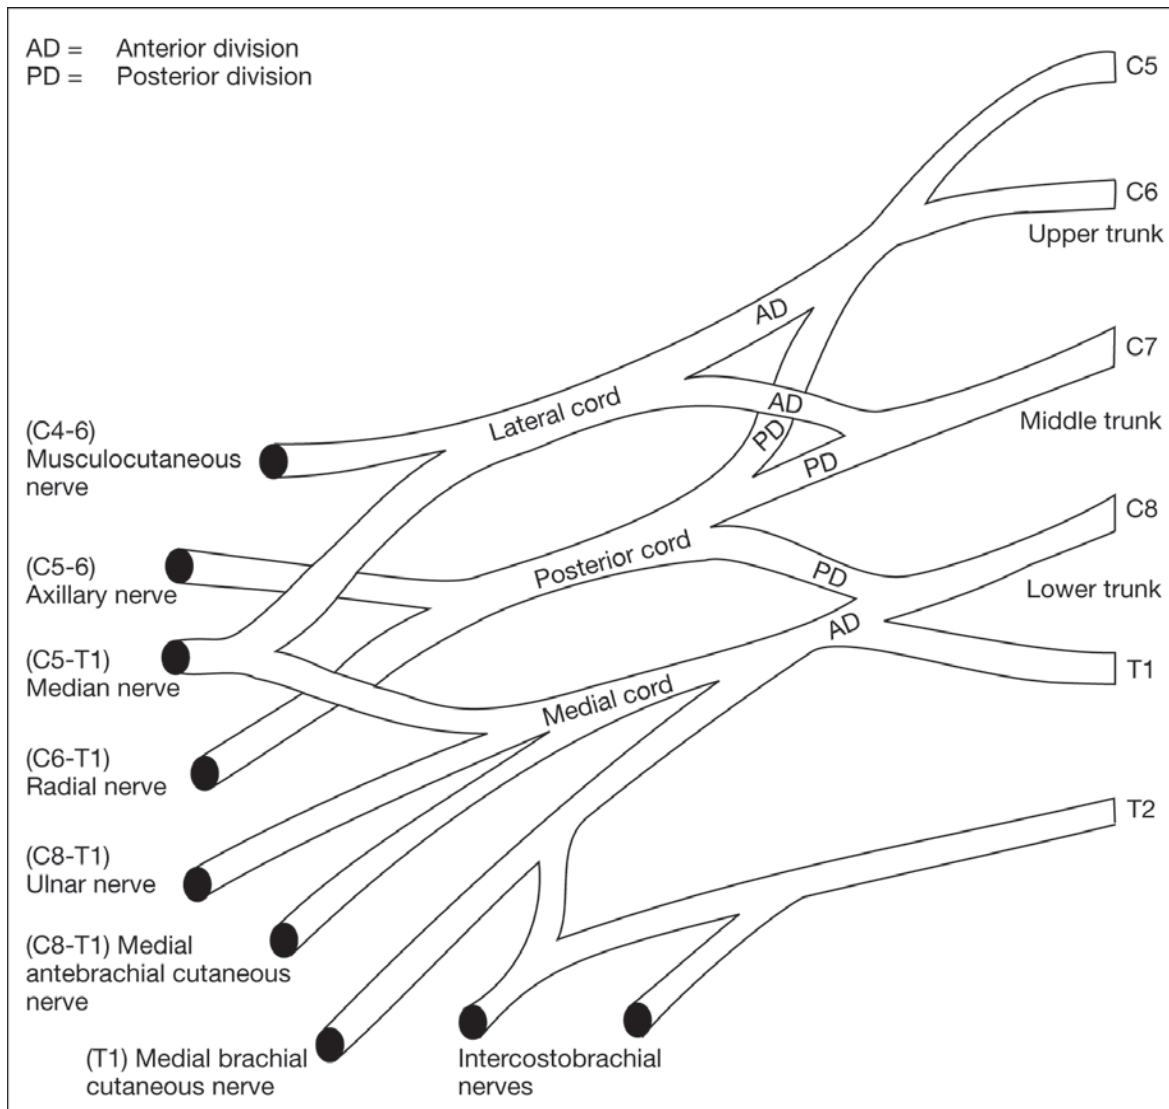 AD = Anterior division
PD = Posterior division
C5
C6
Upper trunk
AD
C7
AD
Lateral cord
Middle trunk
PD
PD
(C4-6)
Musculocutaneous
nerve
C8
Posterior cord
PD
Lower trunk
(C5-6)
Axillary nerve
AD
(C5-T1)
Median nerve
T1
Medial cord
(C6-T1)
Radial nerve
T2
(C8-T1)
Ulnar nerve
(C8-T1) Medial
antebrachial cutaneous
nerve
(T1) Medial brachial
cutaneous nerve
Intercostobrachial
nerves